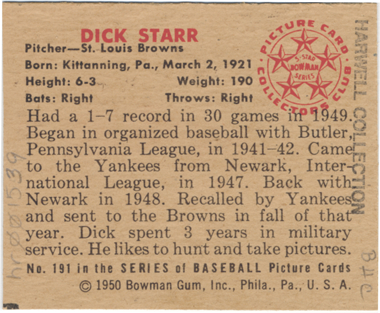 DICK STARR
Pitcher—St. Louis Browns
Born: Kittanning, Pa., March 2, 1921
Height: 6-3 Weight: 190
Bats: Right Throws: Right
PICTURE CARD
5-STAR
BOWMAN
SERIES
COLLECTORS CLUB
Had a 1-7 record in 30 games in 1949.
Began in organized baseball with Butler,
Pennsylvania League, in 1941-42. Came
to the Yankees from Newark, Inter-
national League, in 1947. Back with
Newark in 1948. Recalled by Yankees
and sent to the Browns in fall of that
year. Dick spent 3 years in military
service. He likes to hunt and take pictures.
No. 191 in the SERIES of BASEBALL Picture Cards
©1950 Bowman Gum, Inc., Phila., Pa., U. S. A.
HARWELL COLLECTION